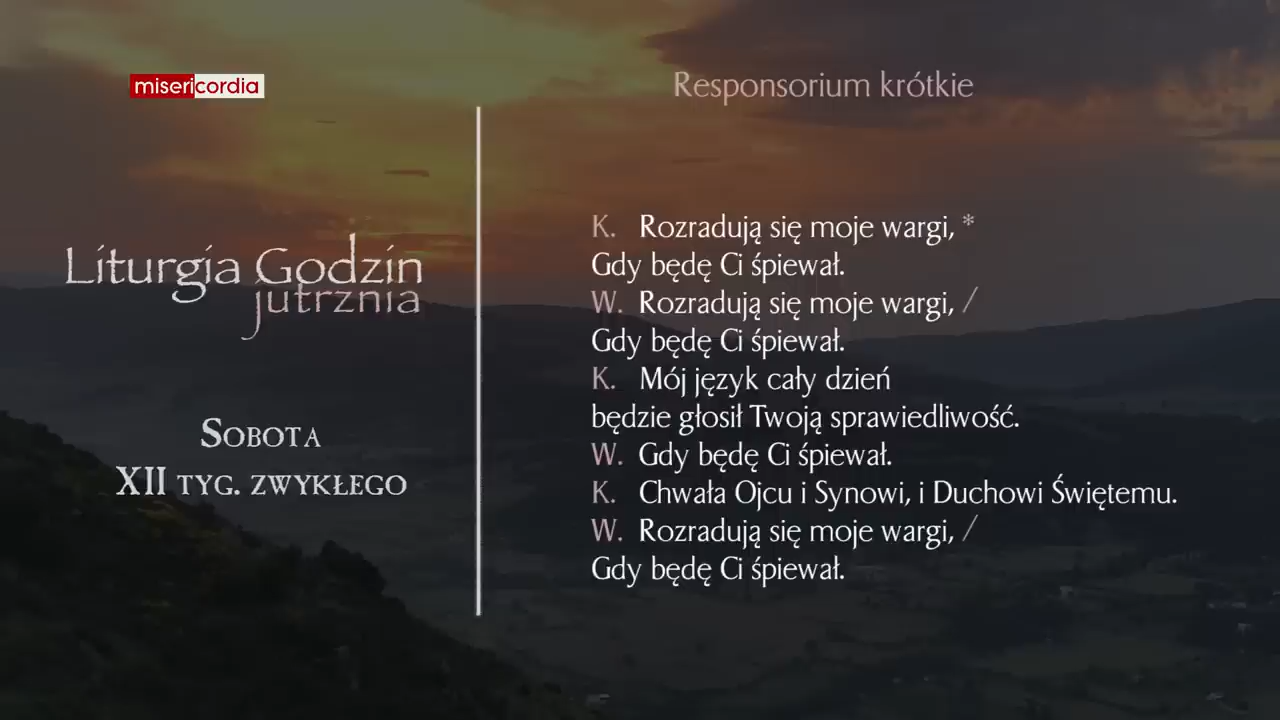 misericordia
Responsorium krótkie
Liturgia Godzin
jutrznia
Sobota
XII tyg. zwykłego
K. Rozradują się moje wargi, *
Gdy będę Ci śpiewał.
W. Rozradują się moje wargi, /
Gdy będę Ci śpiewał.
K. Mój język cały dzień
będzie głosił Twoją sprawiedliwość.
W. Gdy będę Ci śpiewał.
K. Chwała Ojcu i Synowi, i Duchowi Świętemu.
W. Rozradują się moje wargi, /
Gdy będę Ci śpiewał.